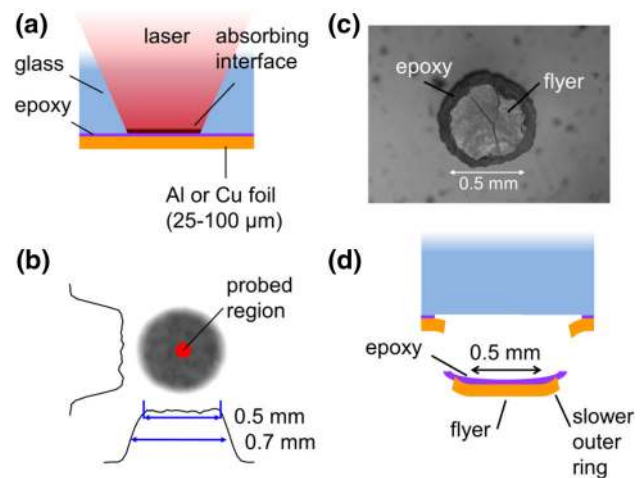 (a)
laser
absorbing
interface
glass
epoxy
Al or Cu foil
(25-100 µm)
(b)
probed
region
0.5 mm
0.7 mm
(c)
epoxy
flyer
0.5 mm
(d)
epoxy
0.5 mm
flyer
slower
outer
ring